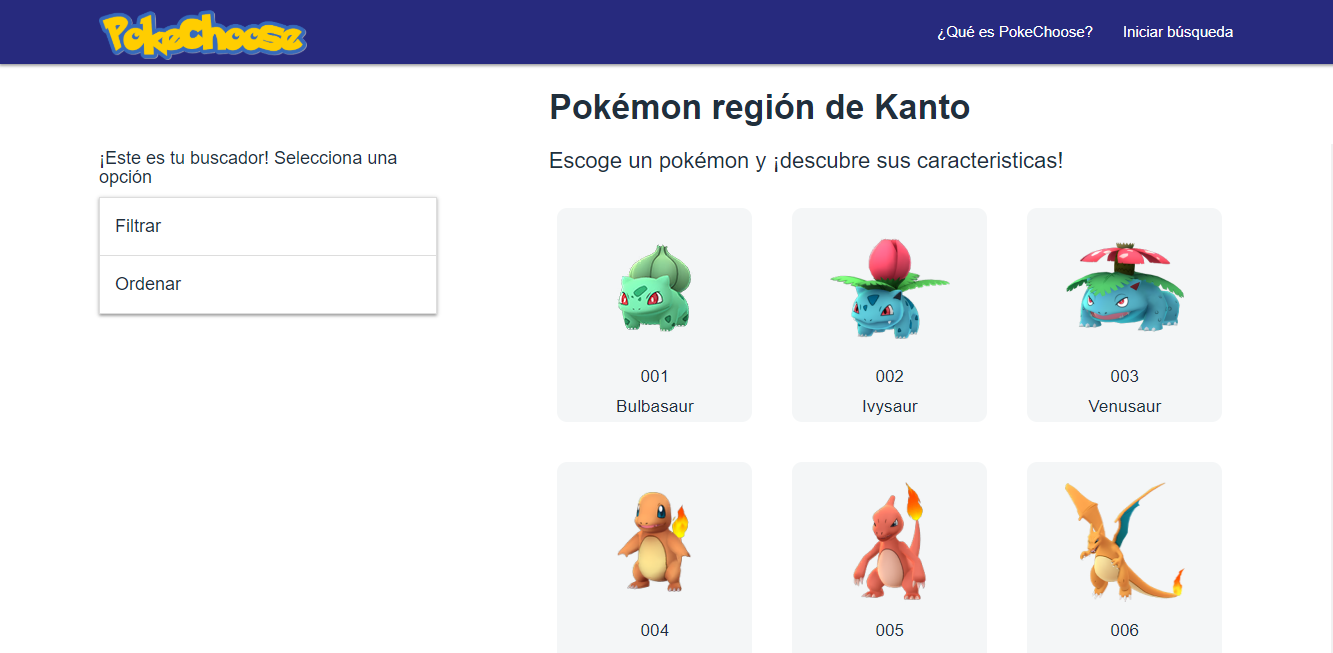 PokeChoose
¿Qué es PokeChoose?
Iniciar búsqueda
¡Este es tu buscador! Selecciona una
opción
Filtrar
Ordenar
Pokémon región de Kanto
Escoge un pokémon y ¡descubre sus caracteristicas!
001
Bulbasaur
002
Ivysaur
003
Venusaur
004
005
006